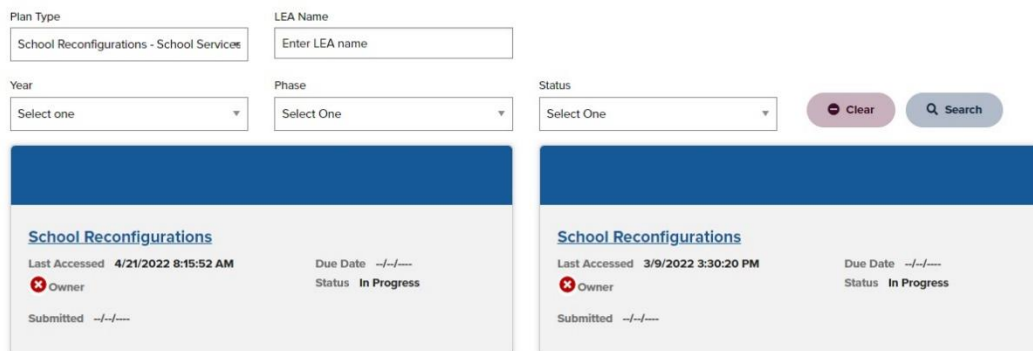 Plan Type LEA Name
School Reconfigurations - School Services Enter LEA name
Year Phase Status
Select one Select One Select One Clear Search
School Reconfigurations School Reconfigurations
Last Accessed 4/21/2022 8:15:52 AM Due Date --/--/---- Last Accessed 3/9/2022 3:30:20 PM Due Date --/--/----
Owner Status In Progress Owner Status In Progress
Submitted --/--/---- Submitted --/--/----